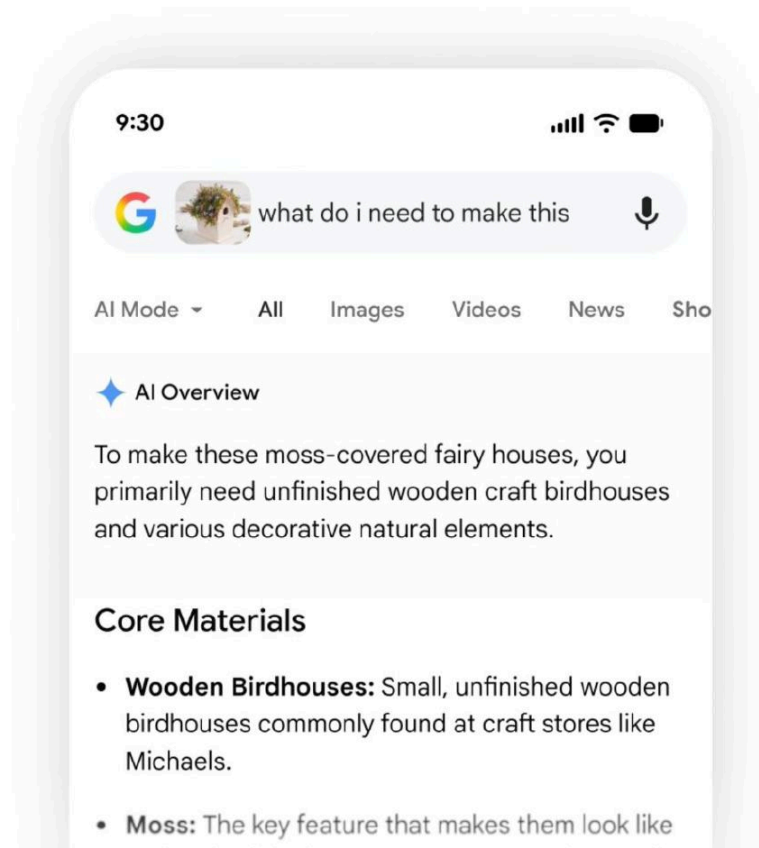 9:30
what do i need to make this
AI Mode All Images Videos News Sho
AI Overview
To make these moss-covered fairy houses, you
primarily need unfinished wooden craft birdhouses
and various decorative natural elements.
Core Materials
• Wooden Birdhouses: Small, unfinished wooden
birdhouses commonly found at craft stores like
Michaels.
• Moss: The key feature that makes them look like